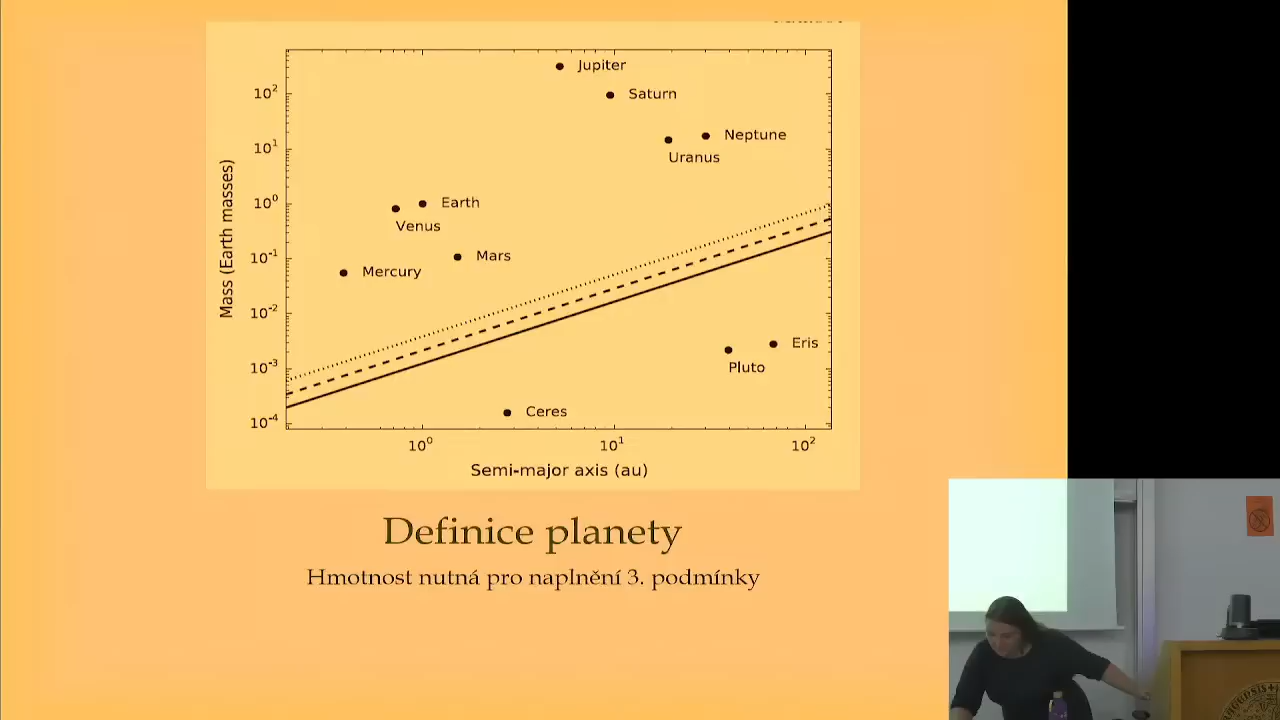 Jupiter
Saturn
Neptune
Uranus
Earth
Venus
Mars
Mercury
Eris
Pluto
Ceres
10²
10¹
10⁰
10⁻¹
10⁻²
10⁻³
10⁻⁴
Mass (Earth masses)
10⁰ 10¹ 10²
Semi-major axis (au)
Definice planety
Hmotnost nutná pro naplnění 3. podmínky